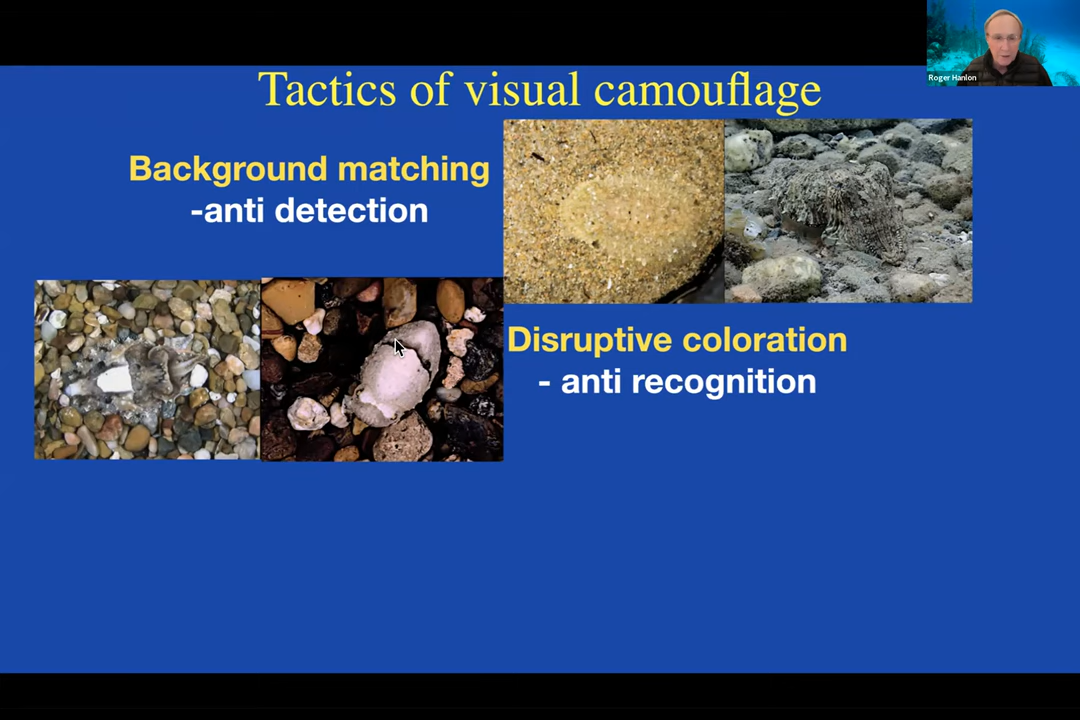 Roger Hanlon
Tactics of visual camouflage
Background matching
-anti detection
Disruptive coloration
- anti recognition